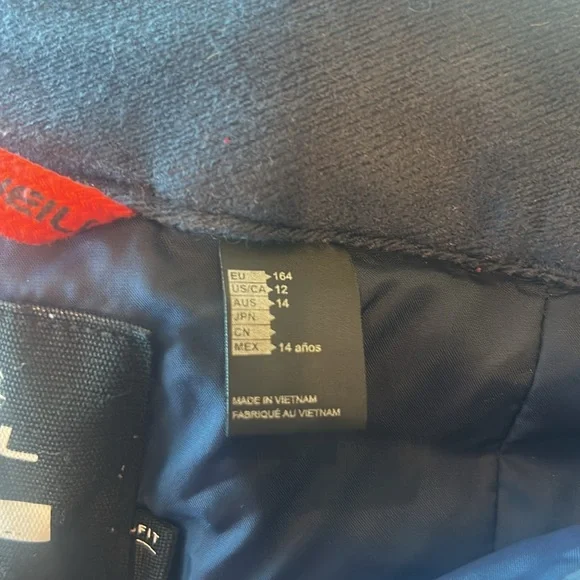 EU 164
US/CA 12
AUS 14
JPN
CN
MEX 14 años
MADE IN VIETNAM
FABRIQUÉ AU VIETNAM